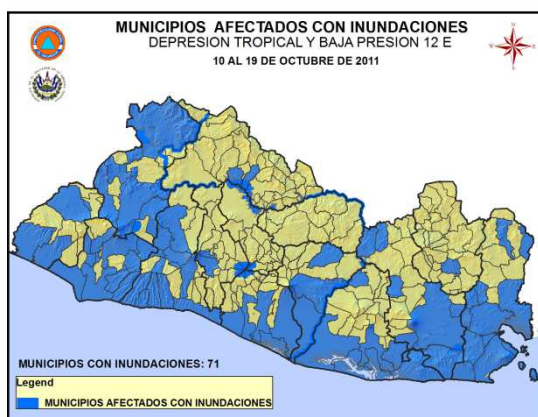 MUNICIPIOS AFECTADOS CON INUNDACIONES
DEPRESION TROPICAL Y BAJA PRESION 12 E
10 AL 19 DE OCTUBRE DE 2011
MUNICIPIOS CON INUNDACIONES: 71
Legend
MUNICIPIOS AFECTADOS CON INUNDACIONES